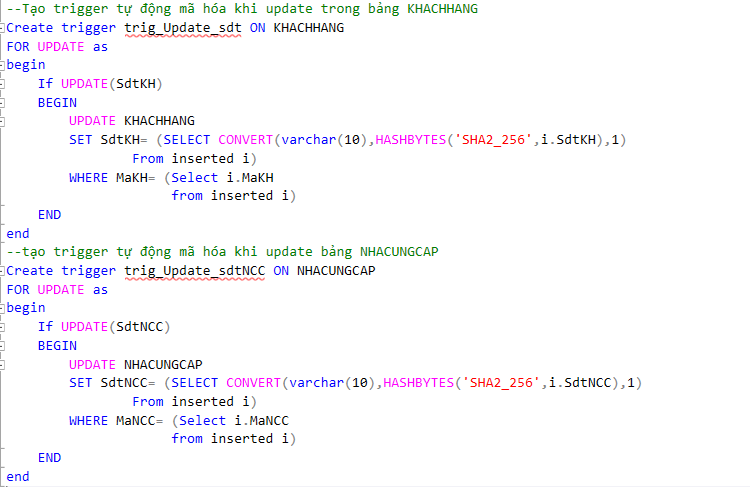 --Tạo trigger tự động mã hóa khi update trong bảng KHACHHANG
Create trigger trig_Update_sdt ON KHACHHANG
FOR UPDATE as
begin
    If UPDATE(SdtKH)
    BEGIN
        UPDATE KHACHHANG
        SET SdtKH= (SELECT CONVERT(varchar(10),HASHBYTES('SHA2_256',i.SdtKH),1)
                From inserted i)
        WHERE MaKH= (Select i.MaKH
                     from inserted i)
    END
end
--tạo trigger tự động mã hóa khi update bảng NHACUNGCAP
Create trigger trig_Update_sdtNCC ON NHACUNGCAP
FOR UPDATE as
begin
    If UPDATE(SdtNCC)
    BEGIN
        UPDATE NHACUNGCAP
        SET SdtNCC= (SELECT CONVERT(varchar(10),HASHBYTES('SHA2_256',i.SdtNCC),1)
                From inserted i)
        WHERE MaNCC= (Select i.MaNCC
                     from inserted i)
    END
end